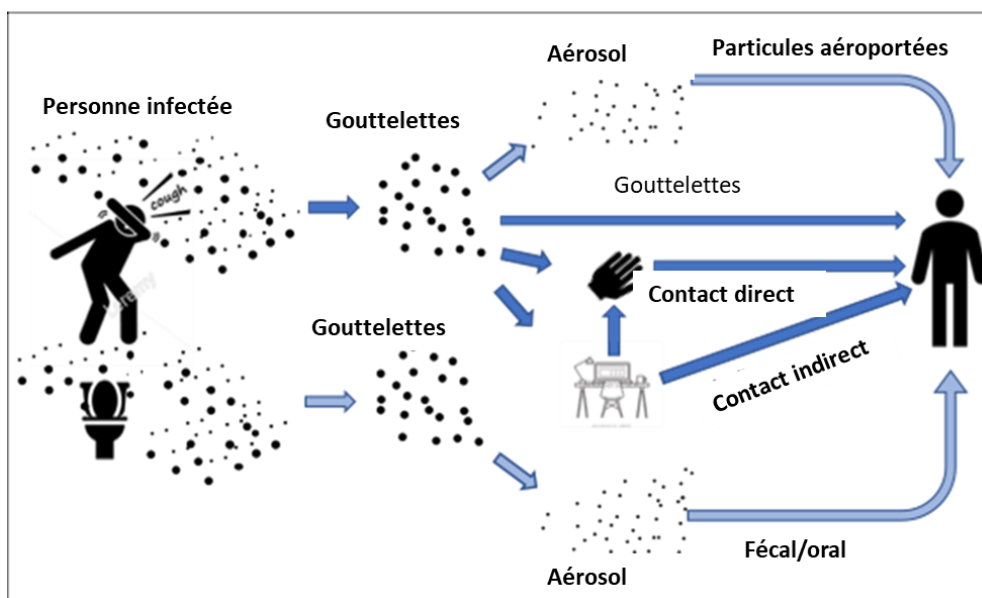 Aérosol
Particules aéroportées
Personne infectée
Gouttelettes
cough
Gouttelettes
Contact direct
Gouttelettes
Contact indirect
Fécal/oral
Aérosol